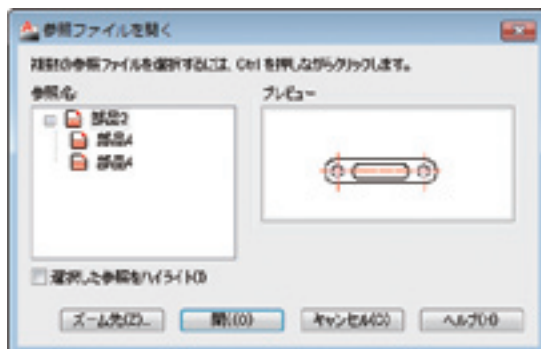 参照ファイルを開く
複数の参照ファイルを選択するには、Ctrl を押しながらクリックします。
参照名:
プレビュー
部品2
部品4
部品4
選択した参照をハイライト(I)
ズーム先(Z)...
開く(O)
キャンセル(C)
ヘルプ(H)